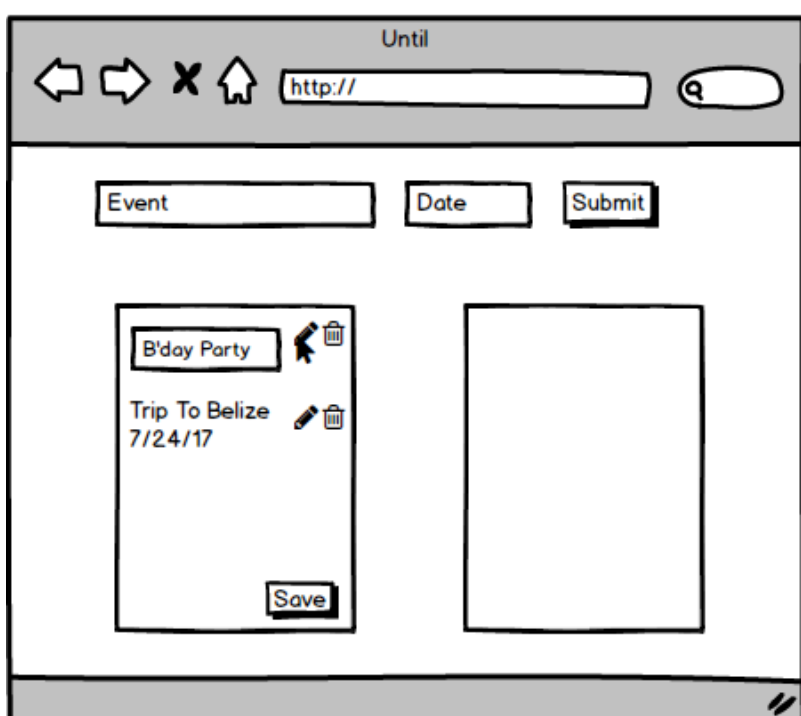 Until
http://
Event
Date
Submit
B'day Party
Trip To Belize
7/24/17
Save